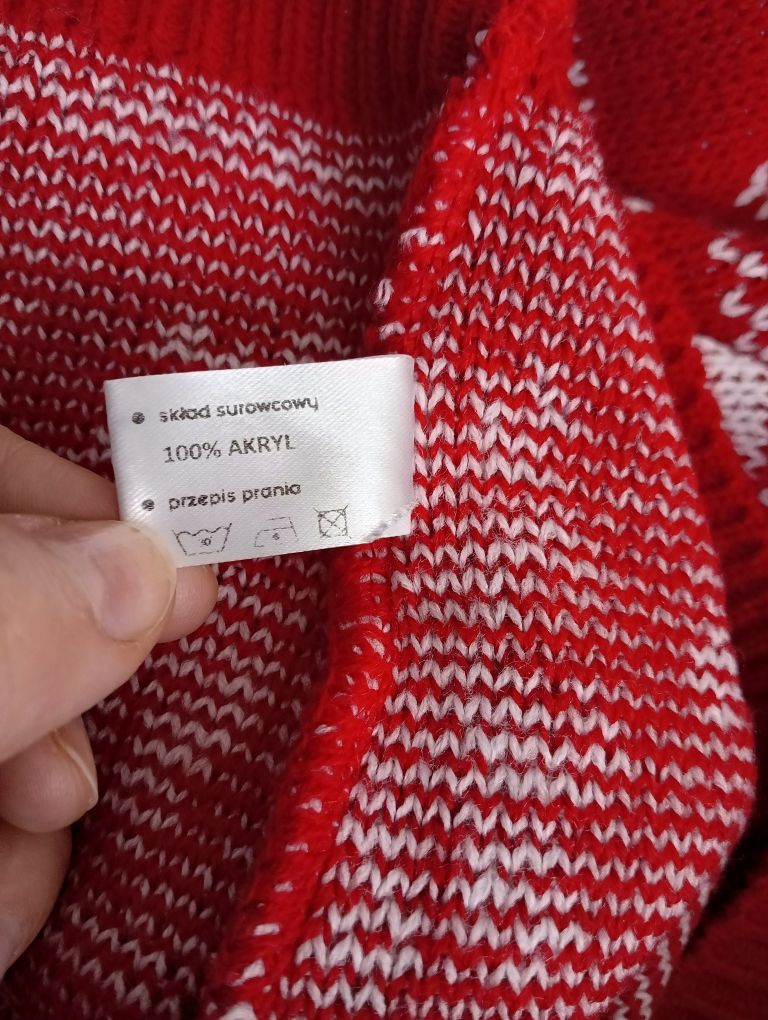 skład surowcowy
100% AKRYL
przepis prania